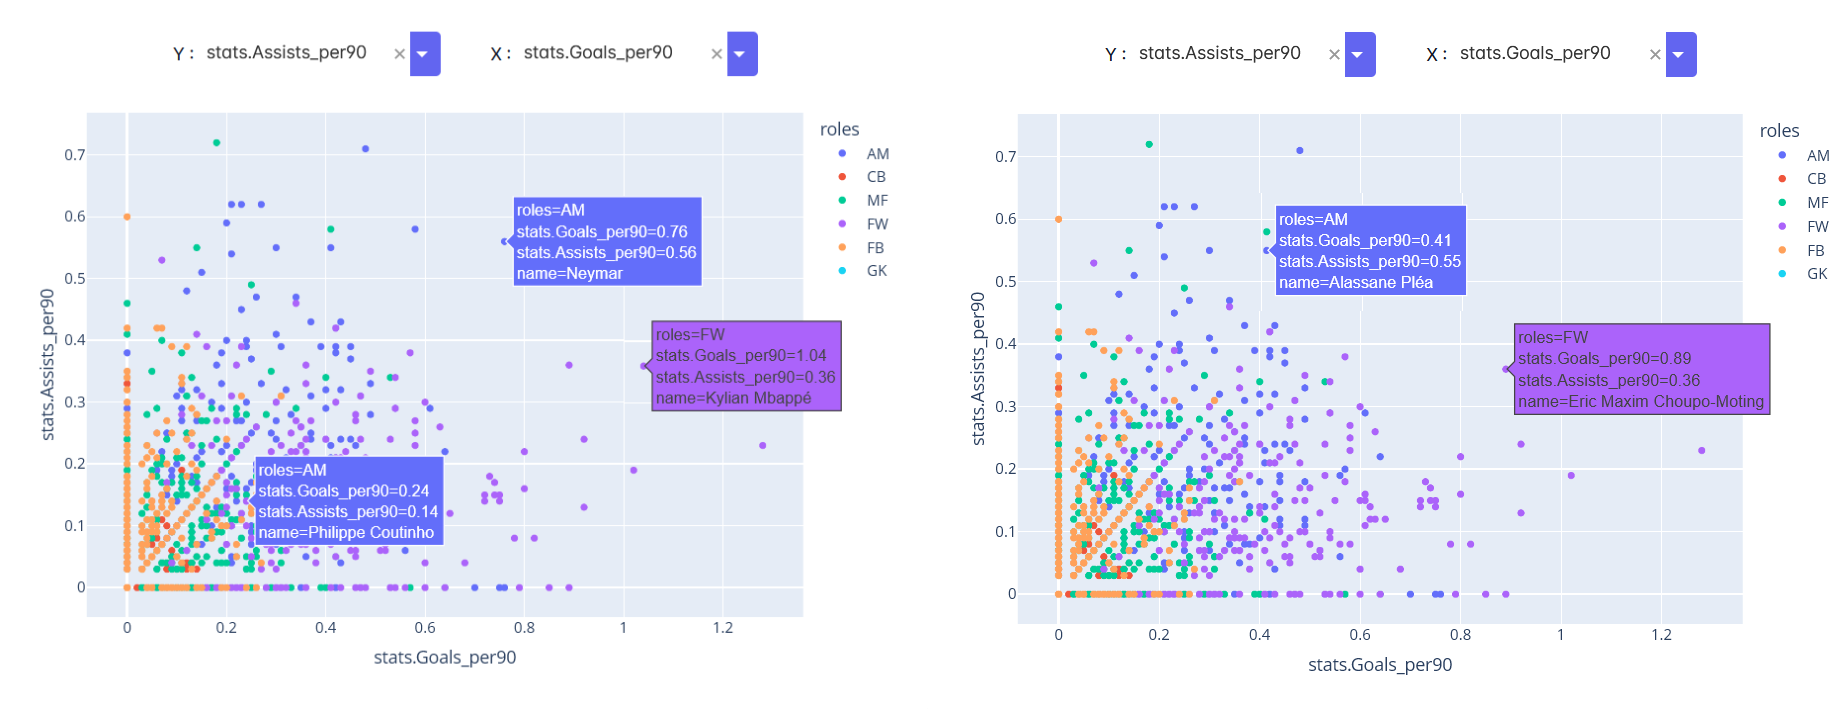 Y : stats.Assists_per90 × X : stats.Goals_per90 ×
roles
AM
CB
MF
FW
FB
GK
0.7
0.6
0.5
0.4
0.3
0.2
0.1
0
stats.Assists_per90
roles=AM
stats.Goals_per90=0.76
stats.Assists_per90=0.56
name=Neymar
roles=FW
stats.Goals_per90=1.04
stats.Assists_per90=0.36
name=Kylian Mbappé
roles=AM
stats.Goals_per90=0.24
stats.Assists_per90=0.14
name=Philippe Coutinho
0 0.2 0.4 0.6 0.8 1 1.2
stats.Goals_per90
Y : stats.Assists_per90 × X : stats.Goals_per90 ×
roles
AM
CB
MF
FW
FB
GK
0.7
0.6
0.5
0.4
0.3
0.2
0.1
0
stats.Assists_per90
roles=AM
stats.Goals_per90=0.41
stats.Assists_per90=0.55
name=Alassane Pléa
roles=FW
stats.Goals_per90=0.89
stats.Assists_per90=0.36
name=Eric Maxim Choupo-Moting
0 0.2 0.4 0.6 0.8 1 1.2
stats.Goals_per90